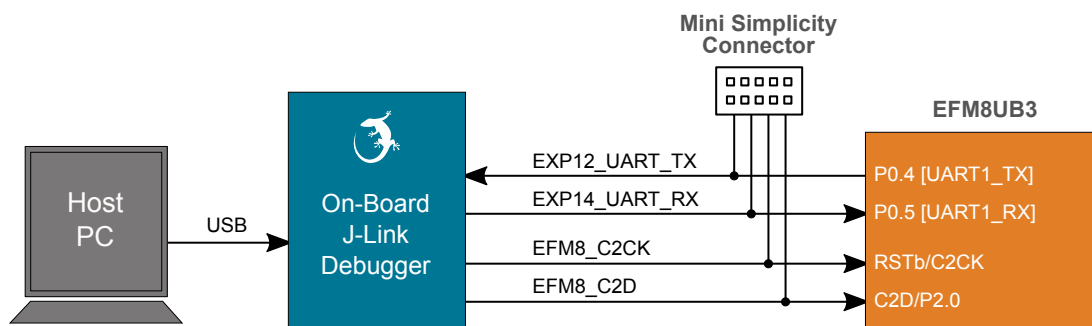 Mini Simplicity
Connector
EFM8UB3
Host
PC
USB
On-Board
J-Link
Debugger
EXP12_UART_TX
EXP14_UART_RX
EFM8_C2CK
EFM8_C2D
P0.4 [UART1_TX]
P0.5 [UART1_RX]
RSTb/C2CK
C2D/P2.0